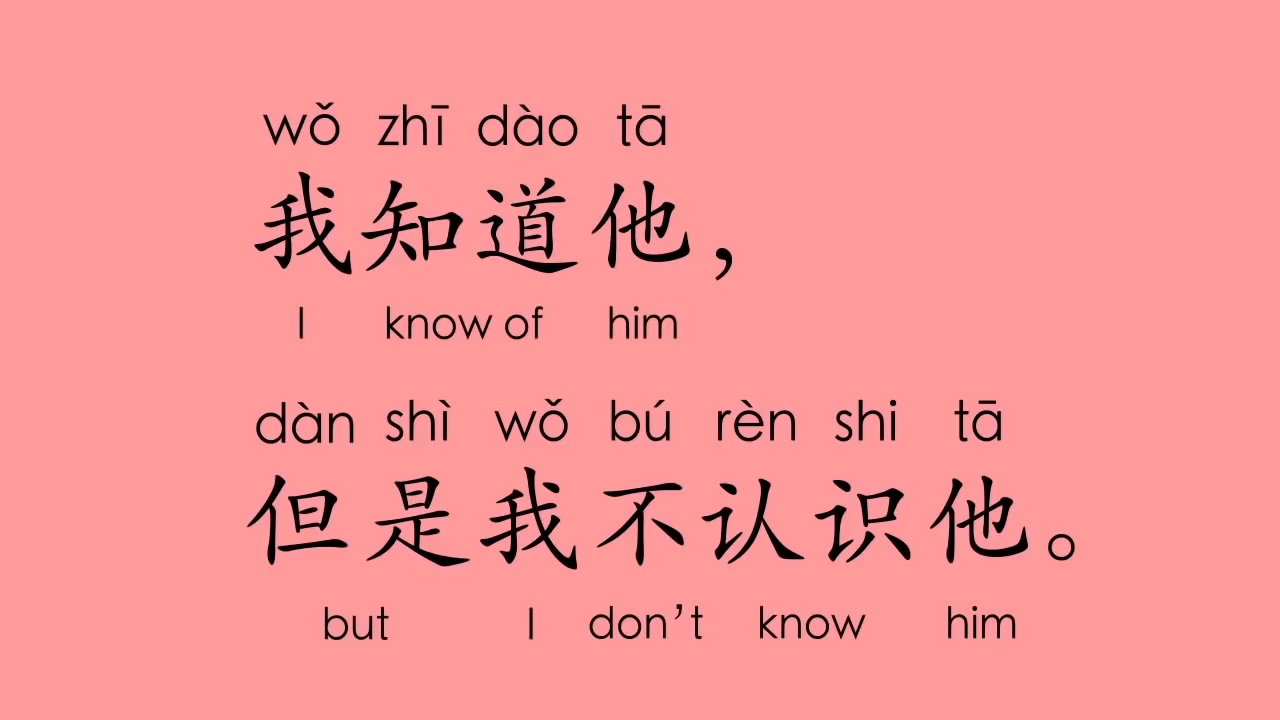 wǒ zhī dào tā
我知道他，
I know of him
dàn shì wǒ bú rèn shi tā
但是我不认识他。
but I don’t know him